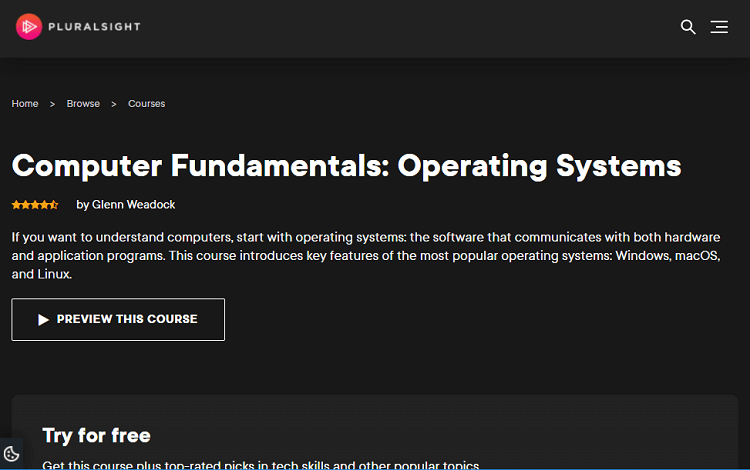 PLURALSIGHT
Home > Browse > Courses
Computer Fundamentals: Operating Systems
by Glenn Weadock
If you want to understand computers, start with operating systems: the software that communicates with both hardware
and application programs. This course introduces key features of the most popular operating systems: Windows, macOS,
and Linux.
PREVIEW THIS COURSE
Try for free
Get this course plus top-rated picks in tech skills and other popular topics